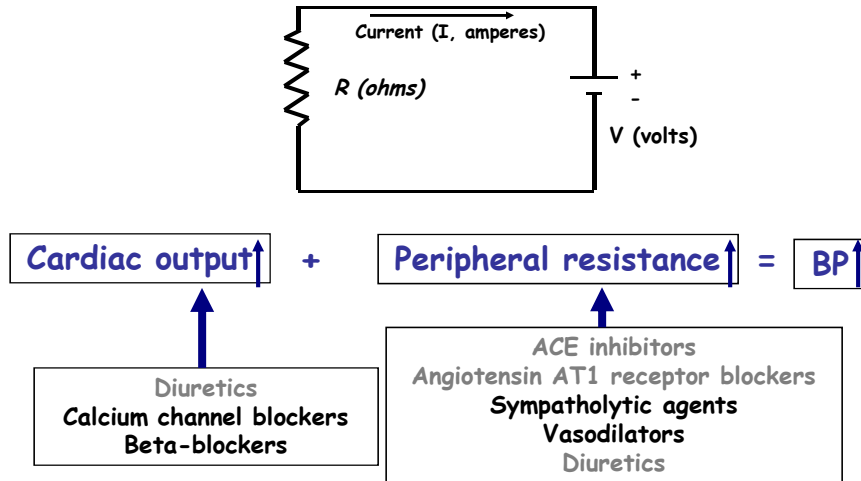 Current (I, amperes)
R (ohms)
+
-
V (volts)
Cardiac output + Peripheral resistance = BP
ACE inhibitors
Angiotensin AT1 receptor blockers
Sympatholytic agents
Vasodilators
Diuretics
Diuretics
Calcium channel blockers
Beta-blockers